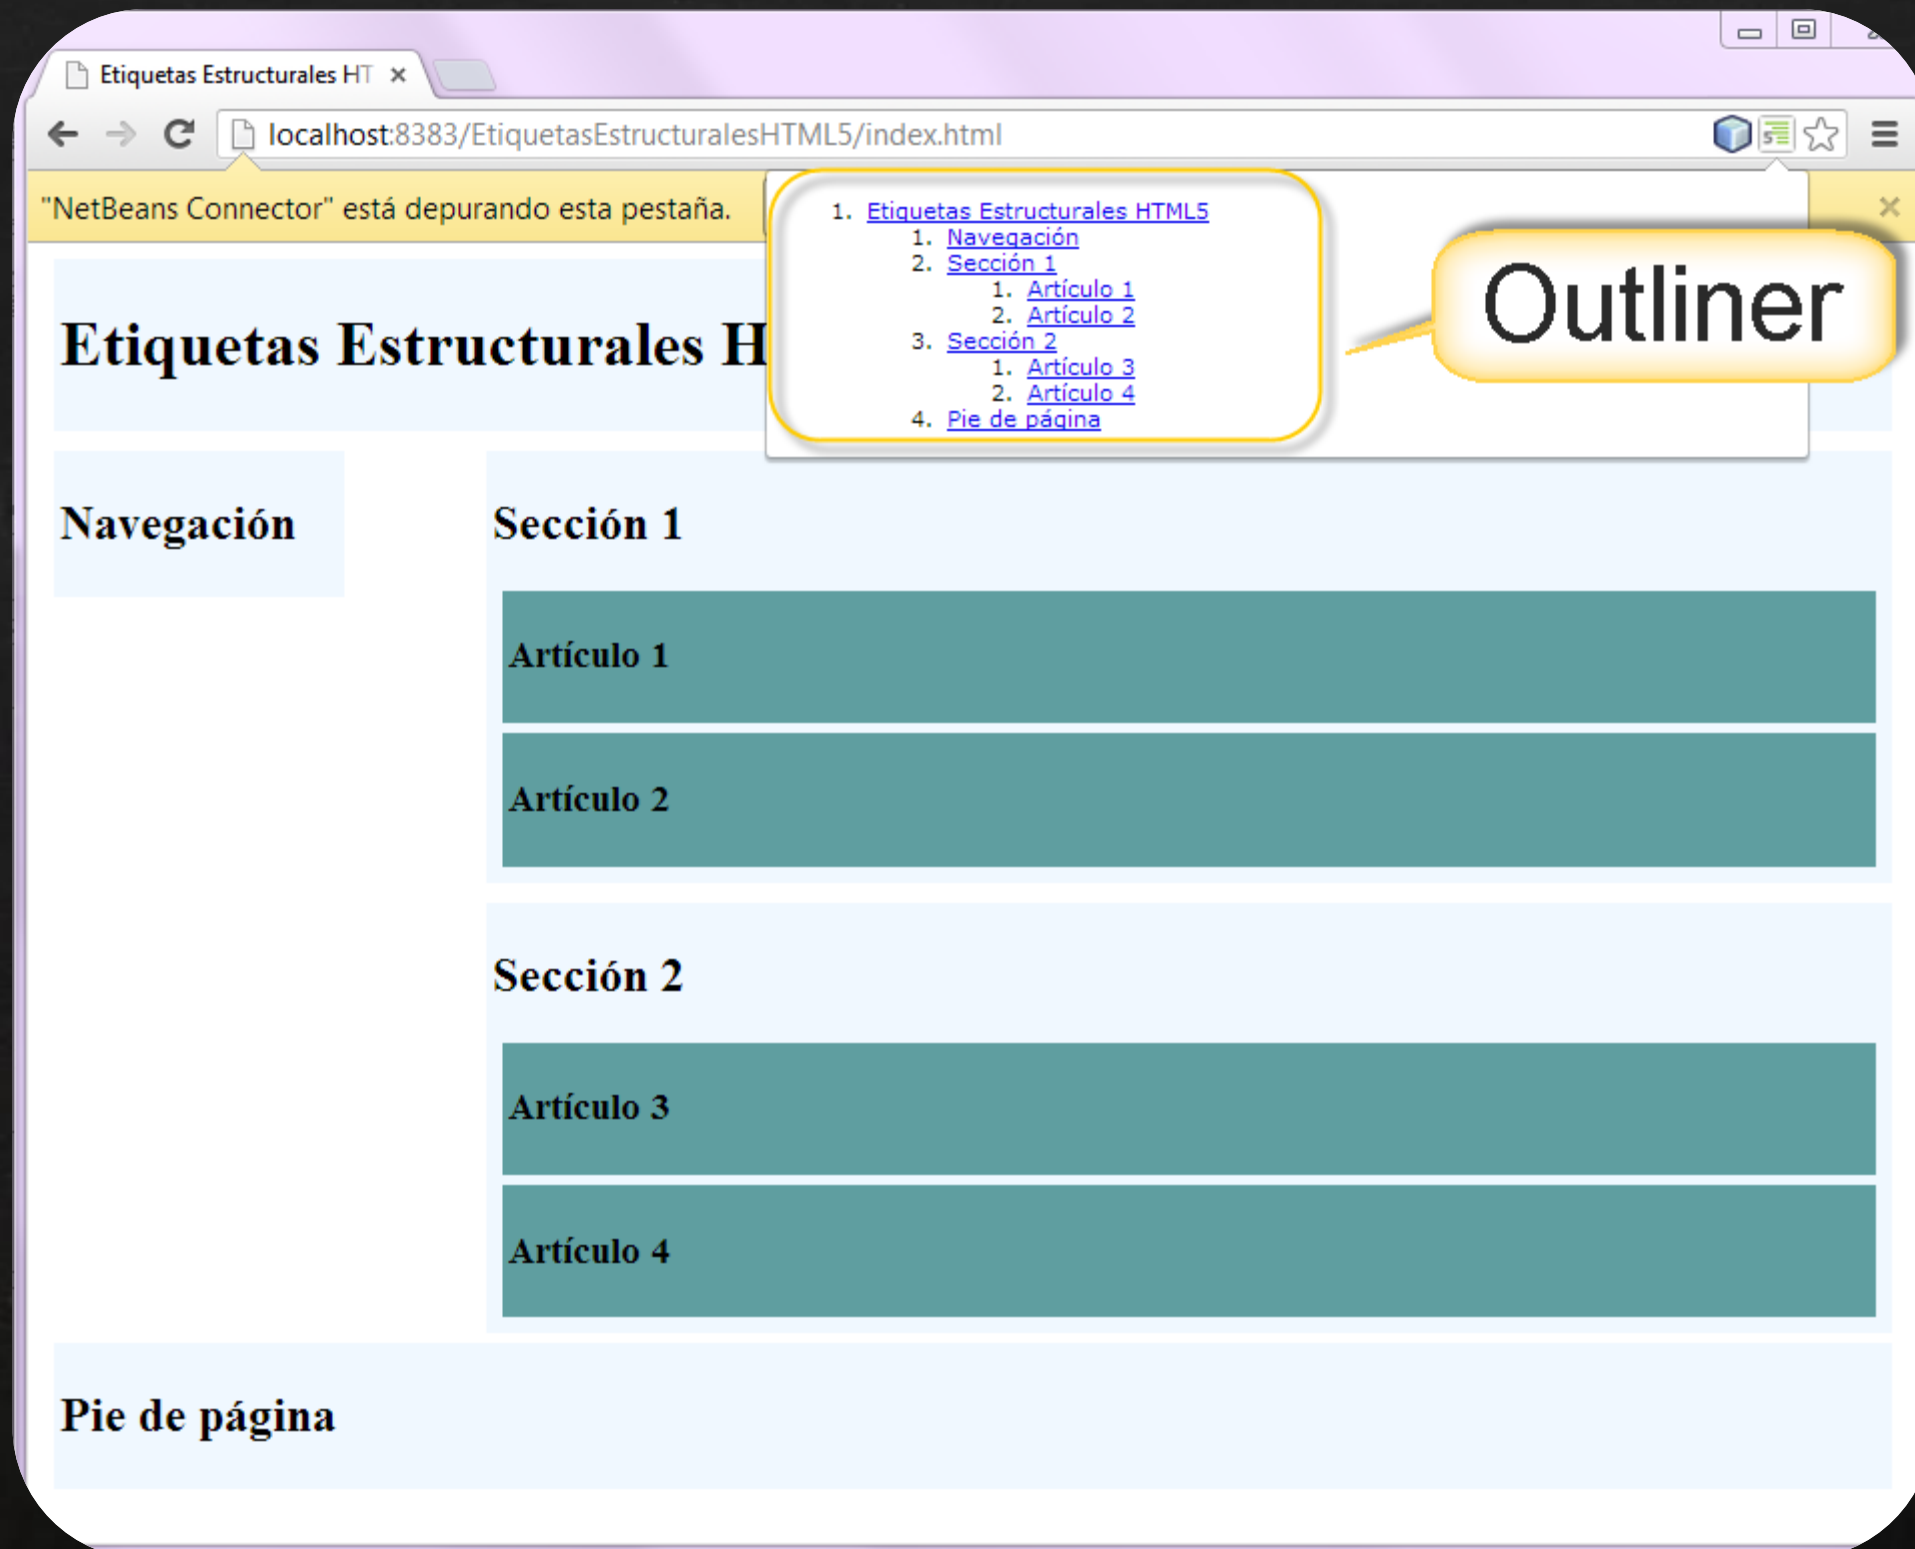 Etiquetas Estructurales HT
localhost:8383/EtiquetasEstructuralesHTML5/index.html
"NetBeans Connector" está depurando esta pestaña.
1. Etiquetas Estructurales HTML5
1. Navegación
2. Sección 1
1. Artículo 1
2. Artículo 2
3. Sección 2
1. Artículo 3
2. Artículo 4
4. Pie de página
Outliner
Etiquetas Estructurales H
Navegación
Sección 1
Artículo 1
Artículo 2
Sección 2
Artículo 3
Artículo 4
Pie de página